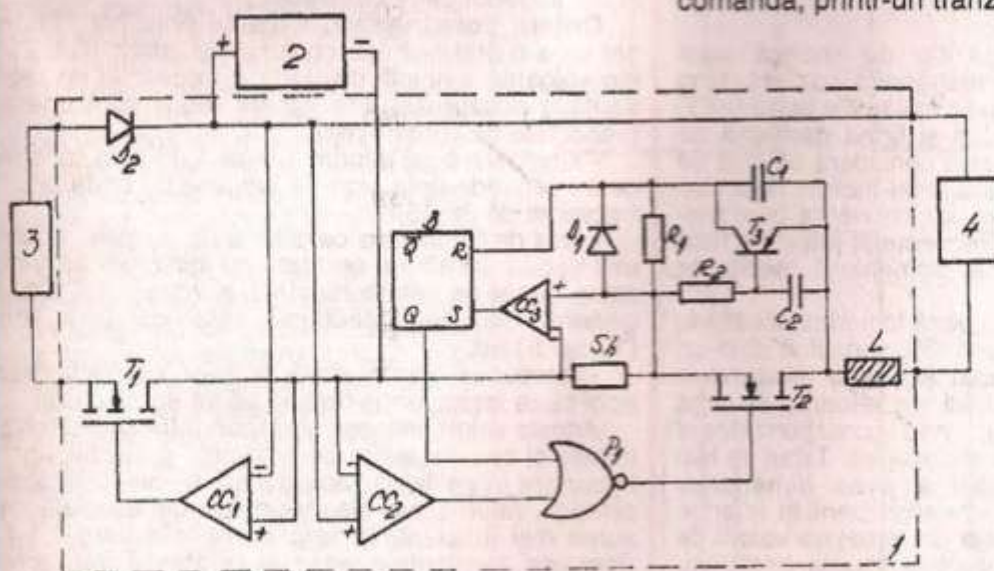 comanda, printr-un tranz
+ 2 -
D2
3
4
B
Q̅ R
Q S
D1
R1
C1
T3
R2
C2
+
CC3
Sh
L
T1
T2
P1
-
CC1
+
-
CC2
+
1